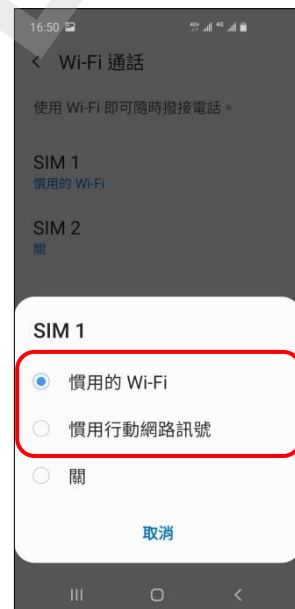 16:50
Wi-Fi 通話
使用 Wi-Fi 即可隨時撥接電話。
SIM 1
慣用的 Wi-Fi
SIM 2
關
SIM 1
慣用的 Wi-Fi
慣用行動網路訊號
關
取消